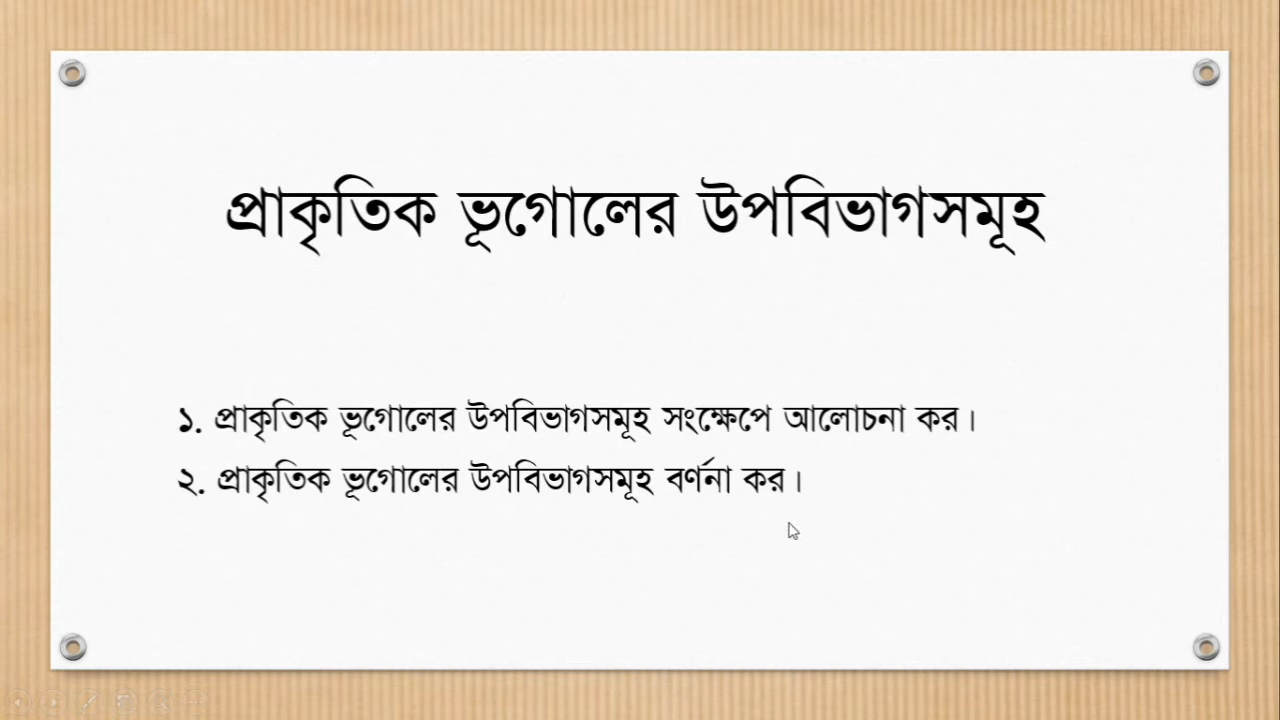 প্রাকৃতিক ভূগোলের উপবিভাগসমূহ
১. প্রাকৃতিক ভূগোলের উপবিভাগসমূহ সংক্ষেপে আলোচনা কর।
২. প্রাকৃতিক ভূগোলের উপবিভাগসমূহ বর্ণনা কর।